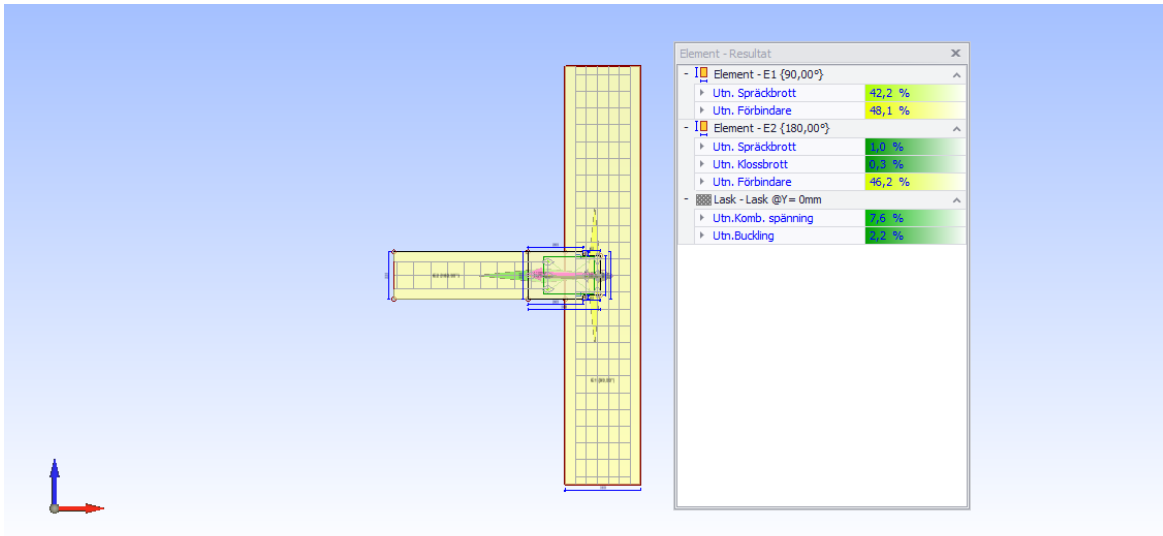 Element - Resultat
- Element - E1 {90,00°}
Utn. Spräckbrott 42,2 %
Utn. Förbindare 48,1 %
- Element - E2 {180,00°}
Utn. Spräckbrott 1,0 %
Utn. Klossbrott 0,3 %
Utn. Förbindare 46,2 %
- Lask - Lask @Y= 0mm
Utn.Komb. spänning 7,6 %
Utn.Buckling 2,2 %